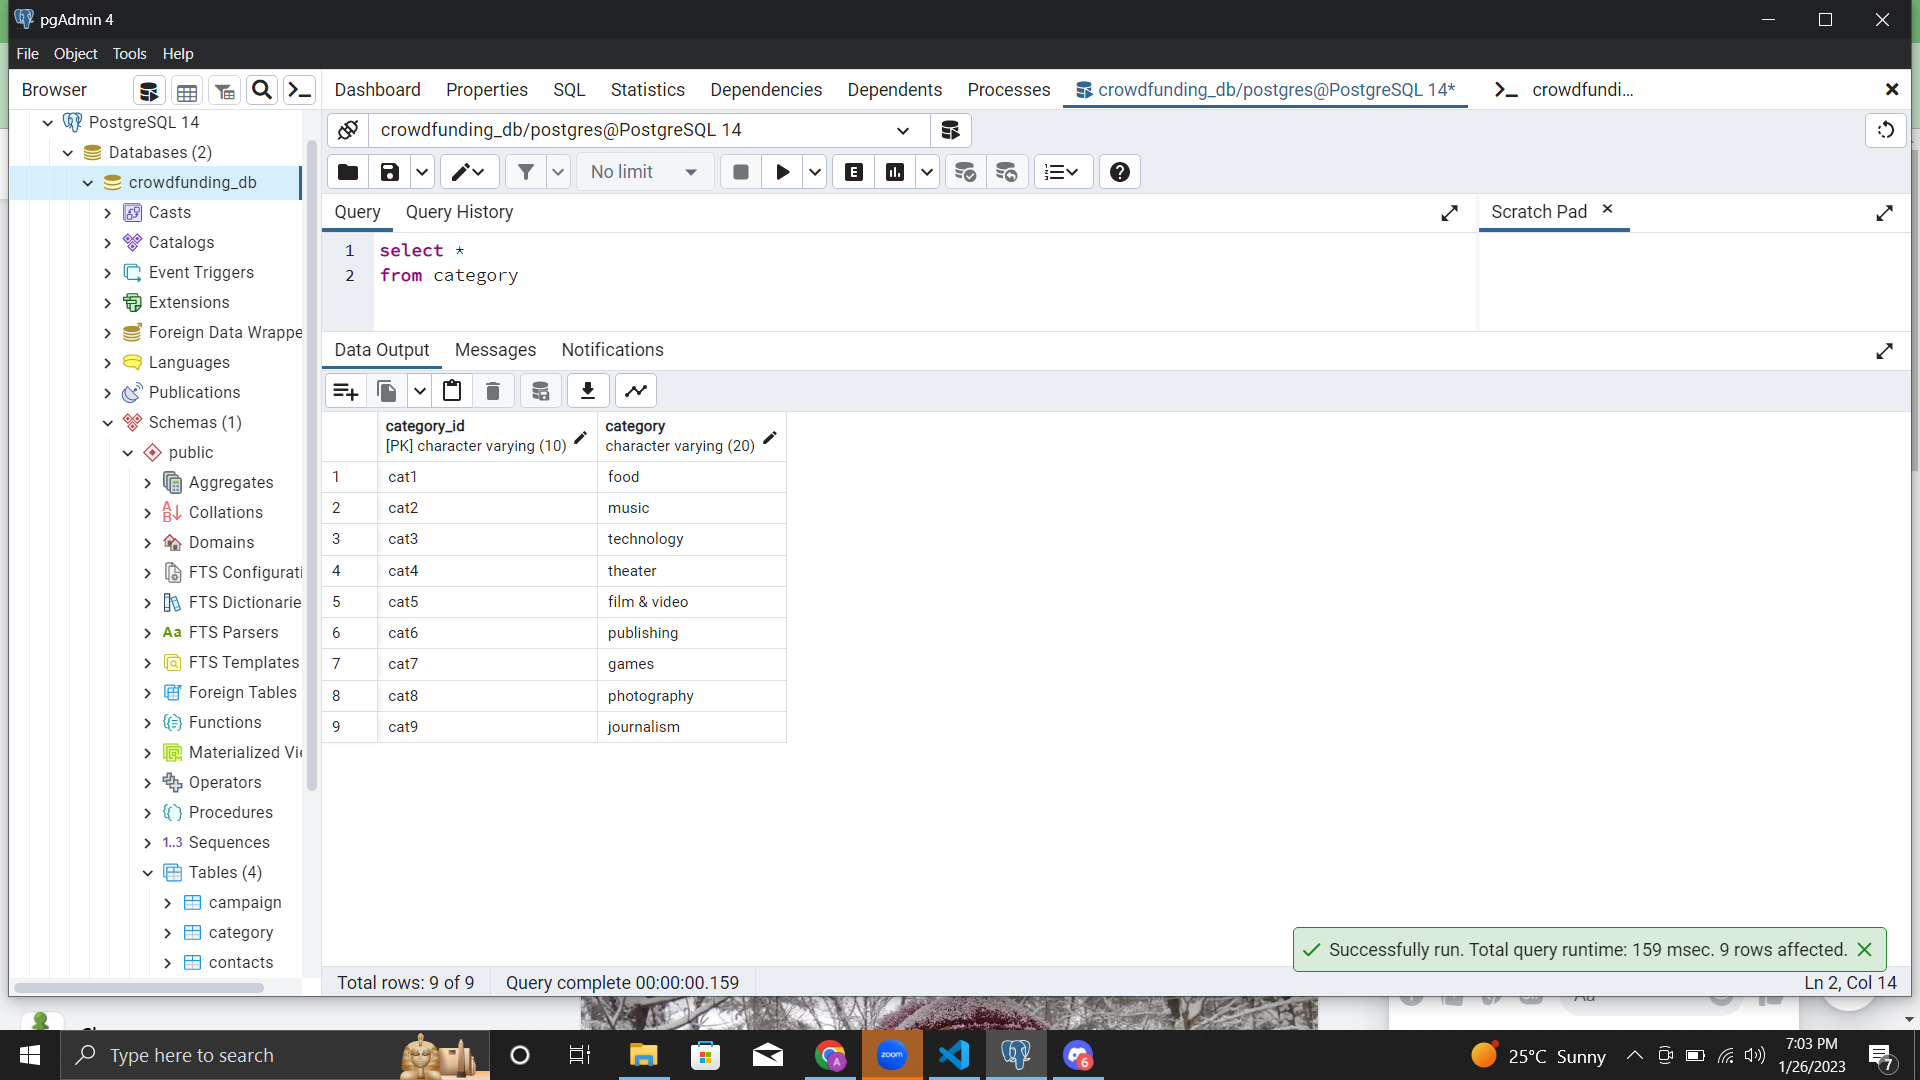 pgAdmin 4
File Object Tools Help
Browser
Dashboard Properties SQL Statistics Dependencies Dependents Processes crowdfunding_db/postgres@PostgreSQL 14* crowdfundi...
PostgreSQL 14
Databases (2)
crowdfunding_db
Casts
Catalogs
Event Triggers
Extensions
Foreign Data Wrappe
Languages
Publications
Schemas (1)
public
Aggregates
Collations
Domains
FTS Configurati
FTS Dictionarie
FTS Parsers
FTS Templates
Foreign Tables
Functions
Materialized Vie
Operators
Procedures
1..3 Sequences
Tables (4)
campaign
category
contacts
crowdfunding_db/postgres@PostgreSQL 14
No limit
E
Query Query History
Scratch Pad
1 select *
2 from category
Data Output Messages Notifications
category_id
[PK] character varying (10)
category
character varying (20)
1 cat1 food
2 cat2 music
3 cat3 technology
4 cat4 theater
5 cat5 film & video
6 cat6 publishing
7 cat7 games
8 cat8 photography
9 cat9 journalism
Successfully run. Total query runtime: 159 msec. 9 rows affected.
Total rows: 9 of 9 Query complete 00:00:00.159 Ln 2, Col 14
Type here to search
zoom
A
6
25°C Sunny
7:03 PM
1/26/2023
7